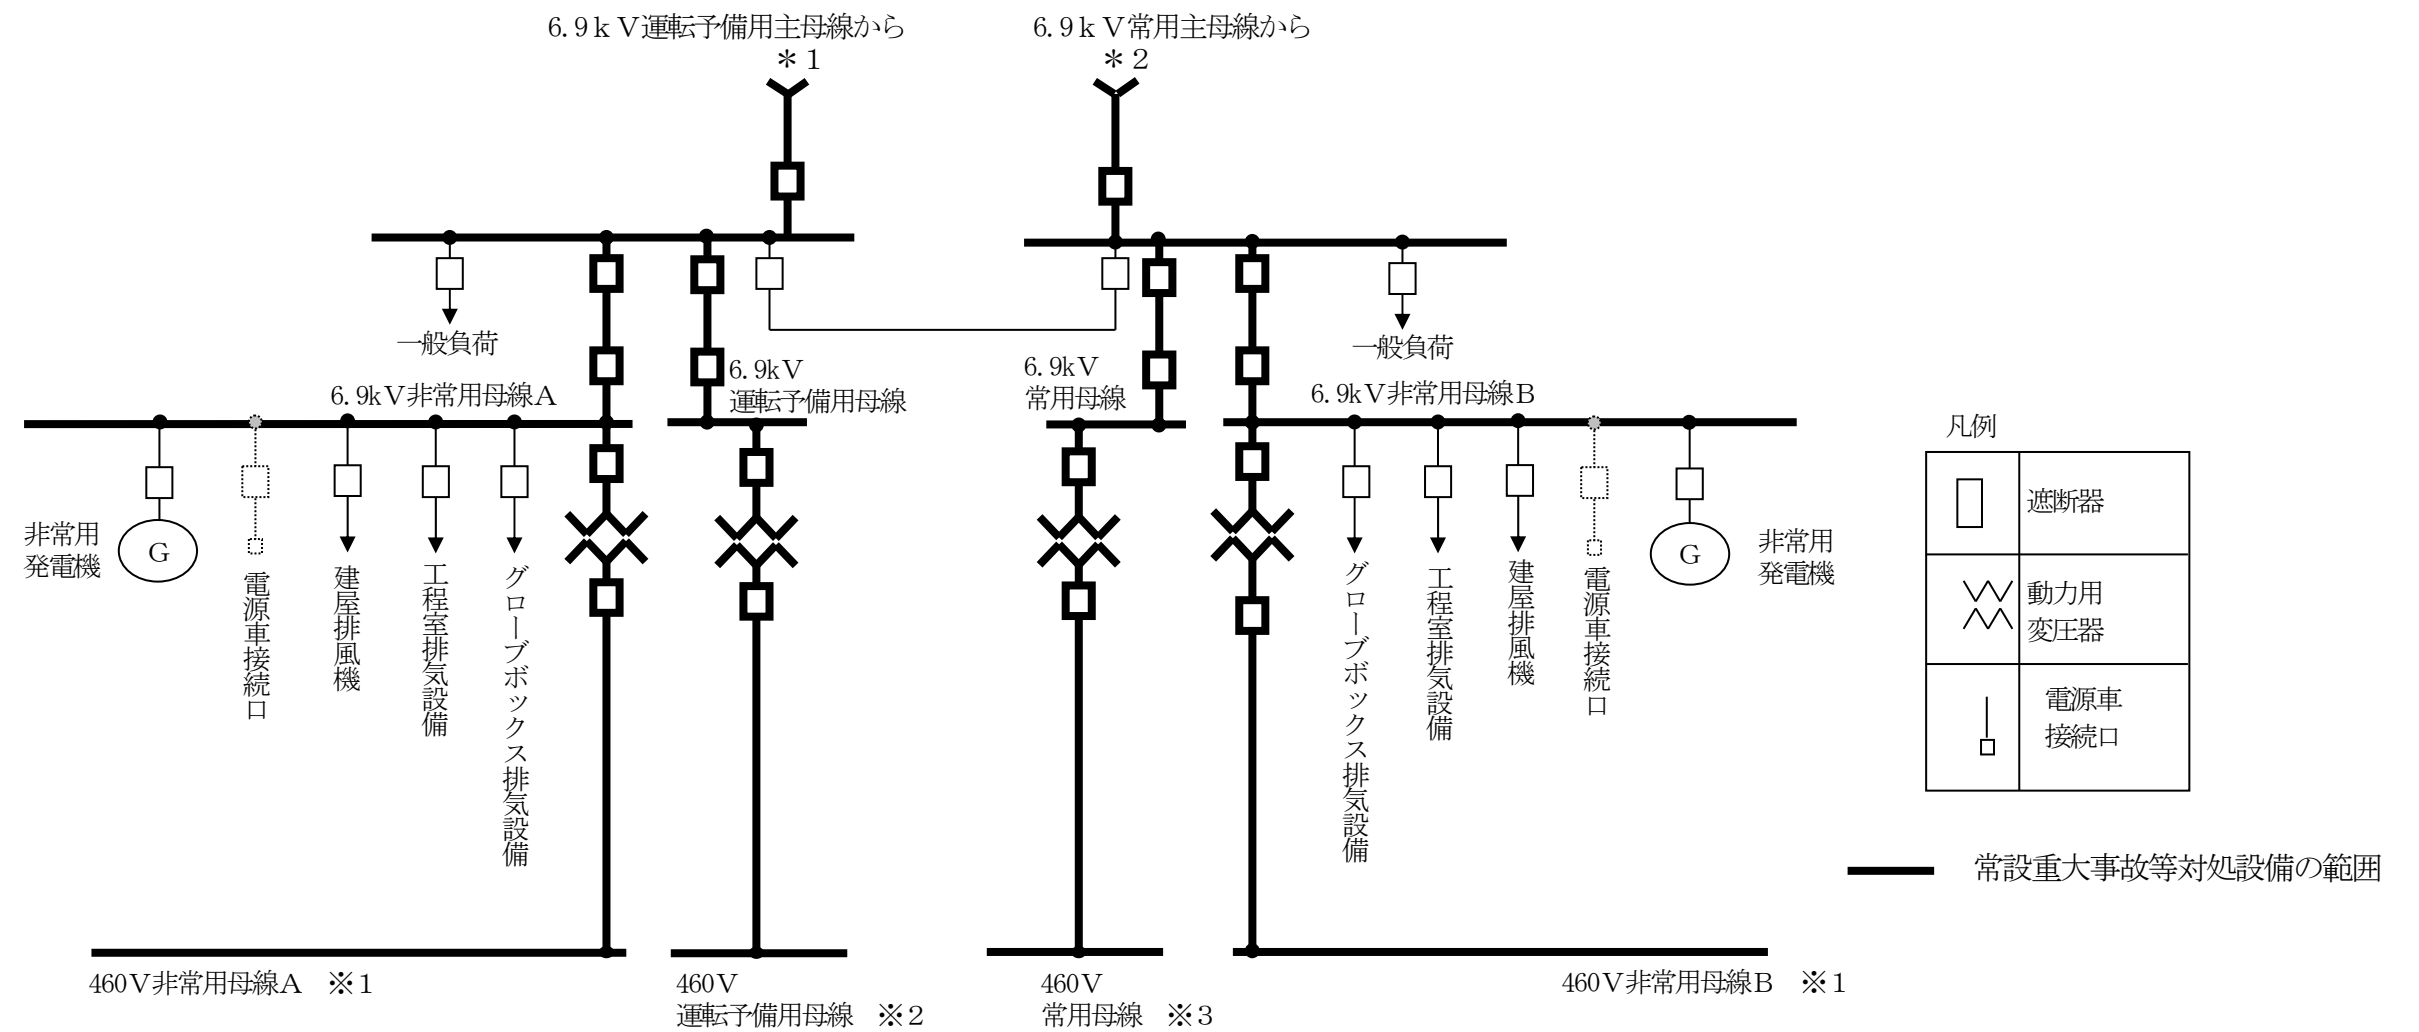 6.9ｋＶ運転予備用主母線から
＊１
6.9ｋＶ常用主母線から
＊２
一般負荷
一般負荷
6.9kＶ非常用母線Ａ
6.9kＶ
運転予備用母線
6.9kＶ
常用母線
6.9kＶ非常用母線Ｂ
非常用
発電機
Ｇ
電源車接続口
建屋排風機
工程室排気設備
グローブボックス排気設備
グローブボックス排気設備
工程室排気設備
建屋排風機
電源車接続口
Ｇ
非常用
発電機
凡例
遮断器
動力用
変圧器
電源車
接続口
常設重大事故等対処設備の範囲
460Ｖ非常用母線Ａ　※１
460Ｖ
運転予備用母線　※２
460Ｖ
常用母線　※３
460Ｖ非常用母線Ｂ　※１